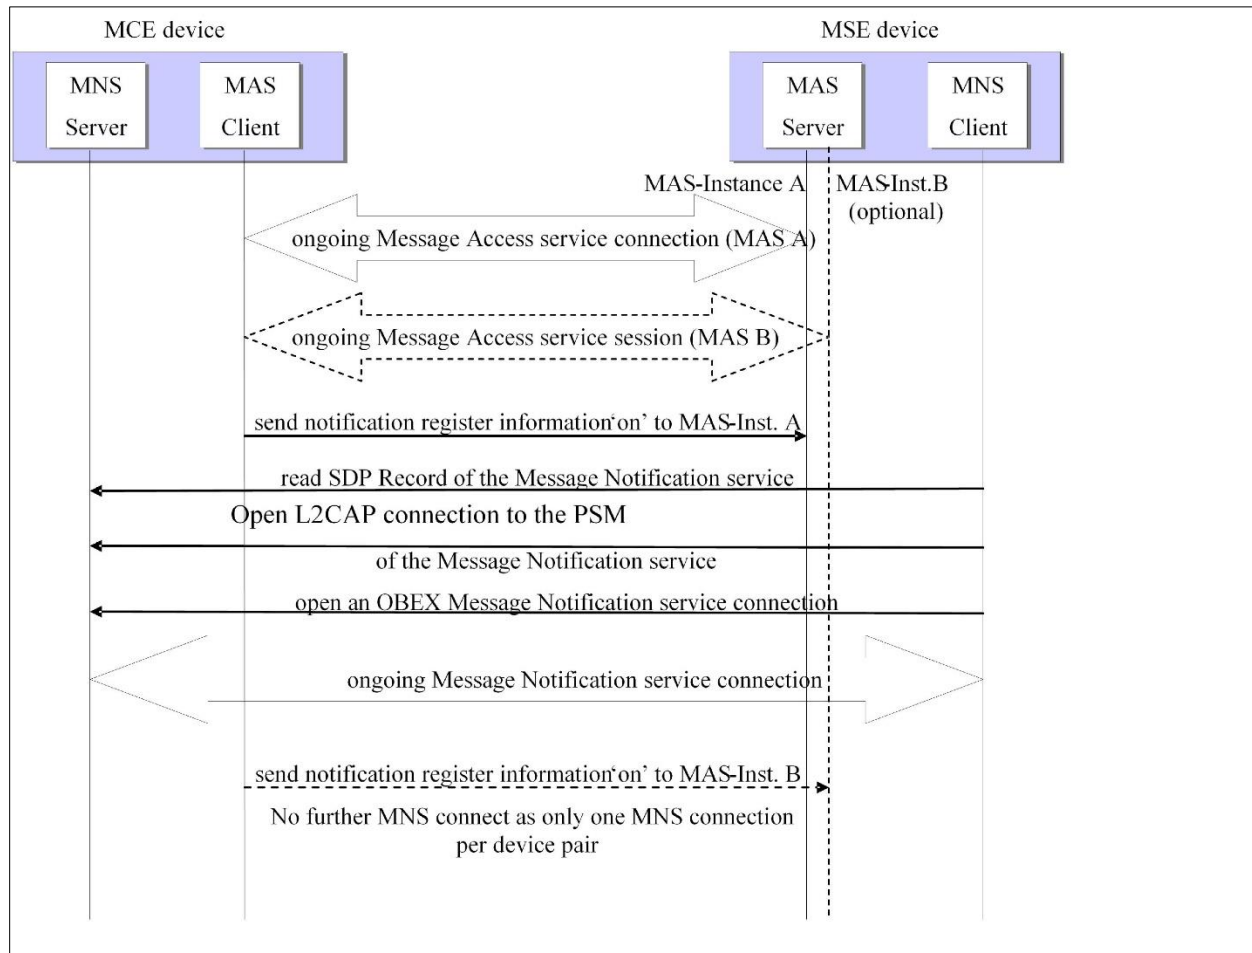 MCE device
MSE device
MNS
Server
MAS
Client
MAS
Server
MNS
Client
MAS-Instance A
MAS-Inst.B
(optional)
ongoing Message Access service connection (MAS A)
ongoing Message Access service session (MAS B)
send notification register information‘on’ to MAS-Inst. A
read SDP Record of the Message Notification service
Open L2CAP connection to the PSM
of the Message Notification service
open an OBEX Message Notification service connection
ongoing Message Notification service connection
send notification register information‘on’ to MAS-Inst. B
No further MNS connect as only one MNS connection
per device pair